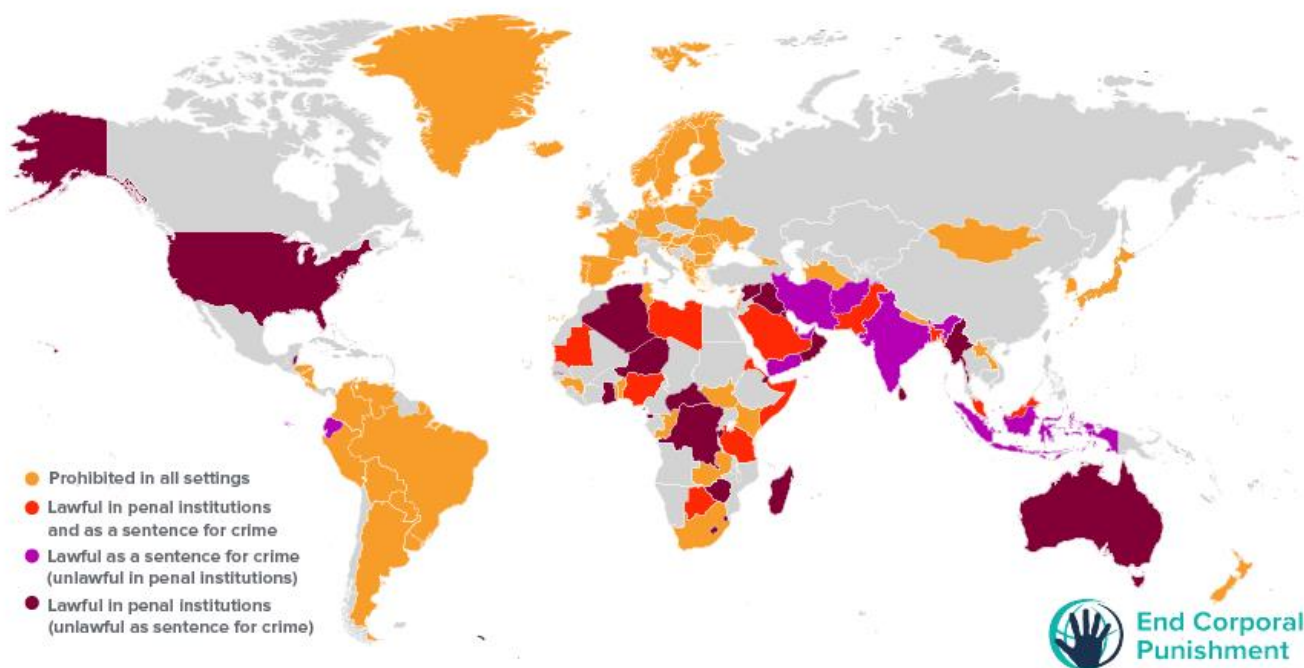 Prohibited in all settings
Lawful in penal institutions
and as a sentence for crime
Lawful as a sentence for crime
(unlawful in penal institutions)
Lawful in penal institutions
(unlawful as sentence for crime)
End Corporal
Punishment